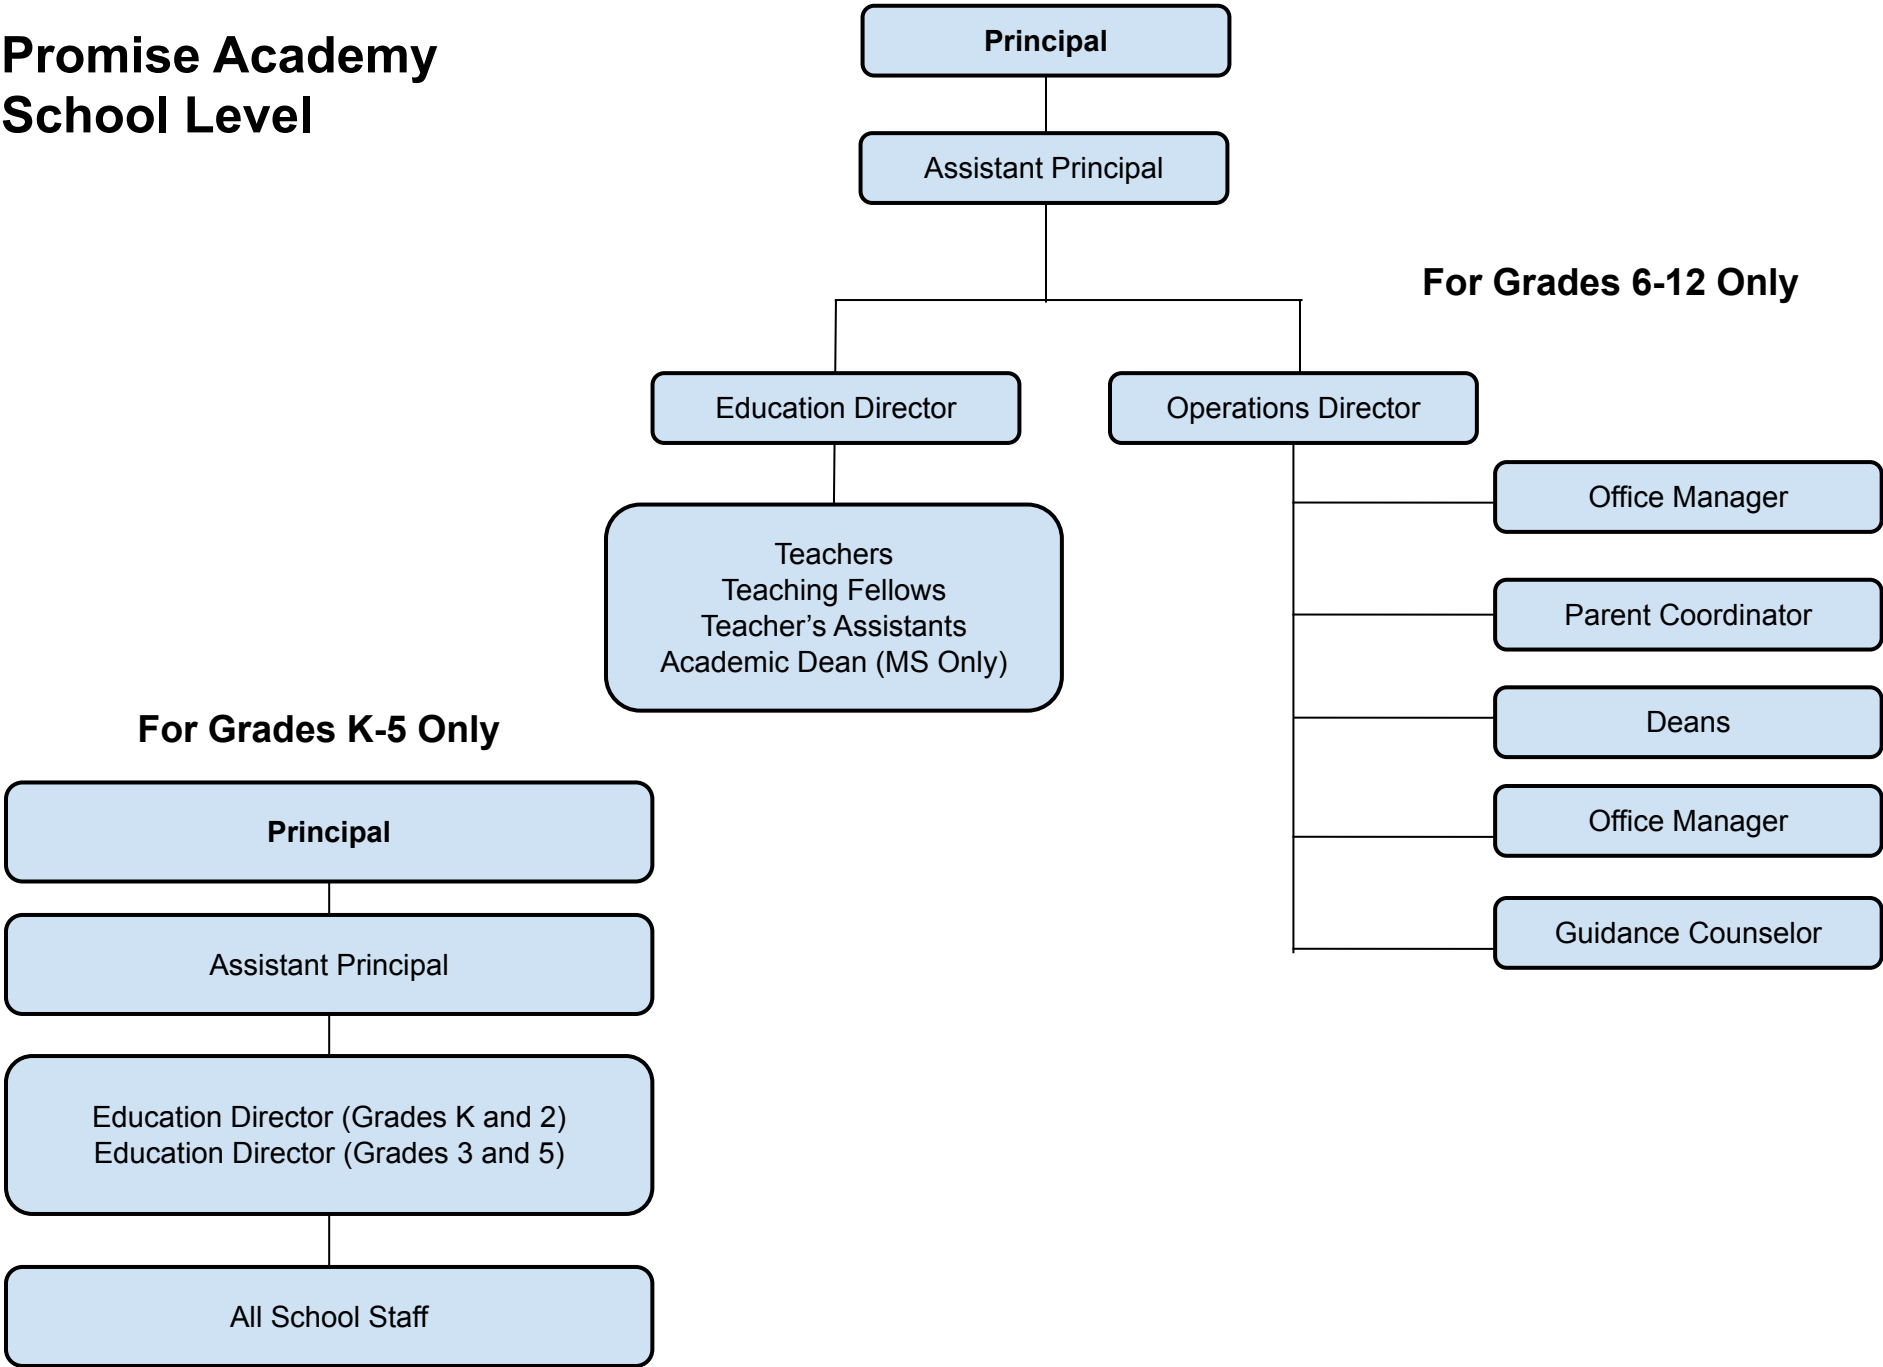 Promise Academy
School Level
Principal
Assistant Principal
For Grades 6-12 Only
Education Director
Operations Director
Teachers
Teaching Fellows
Teacher’s Assistants
Academic Dean (MS Only)
Office Manager
Parent Coordinator
Deans
Office Manager
Guidance Counselor
For Grades K-5 Only
Principal
Assistant Principal
Education Director (Grades K and 2)
Education Director (Grades 3 and 5)
All School Staff